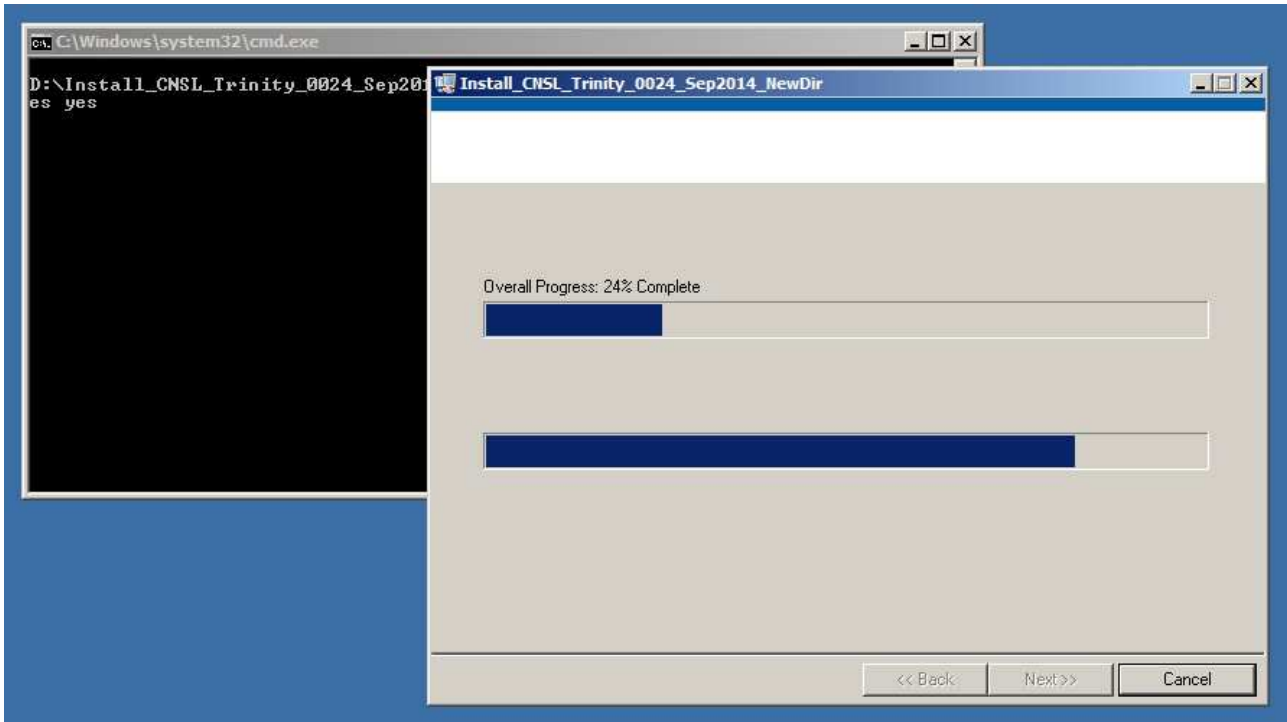 C:\Windows\system32\cmd.exe
D:\Install_CNSL_Trinity_0024_Sep201
es yes
Install_CNSL_Trinity_0024_Sep2014_NewDir
Overall Progress: 24% Complete
<< Back
Next >>
Cancel